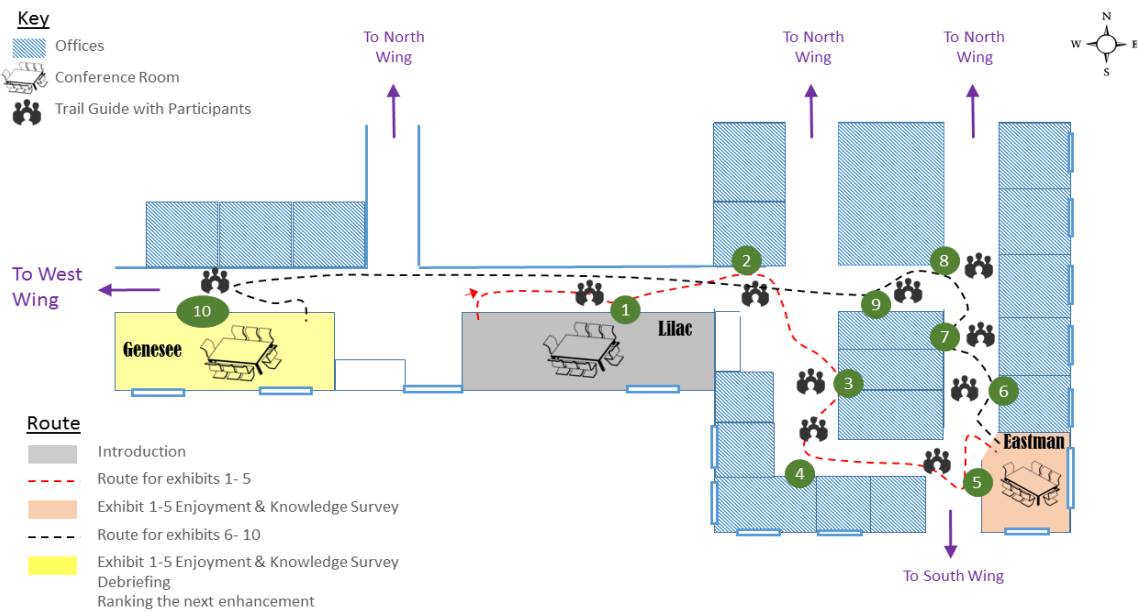 Key
Offices
Conference Room
Trail Guide with Participants
To North
Wing
To North
Wing
To North
Wing
N
W
E
S
2
8
To West
Wing
10
1
9
Genesee
Lilac
7
3
6
Eastman
4
5
To South Wing
Route
Introduction
Route for exhibits 1- 5
Exhibit 1-5 Enjoyment & Knowledge Survey
Route for exhibits 6- 10
Exhibit 1-5 Enjoyment & Knowledge Survey
Debriefing
Ranking the next enhancement